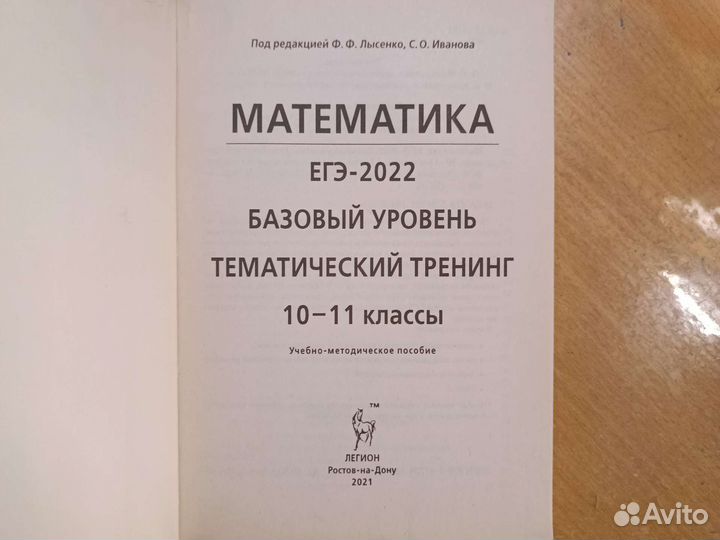 Под редакцией Ф. Ф. Лысенко, С. О. Иванова
МАТЕМАТИКА
ЕГЭ-2022
БАЗОВЫЙ УРОВЕНЬ
ТЕМАТИЧЕСКИЙ ТРЕНИНГ
10–11 классы
Учебно-методическое пособие
™
ЛЕГИОН
Ростов-на-Дону
2021
Avito